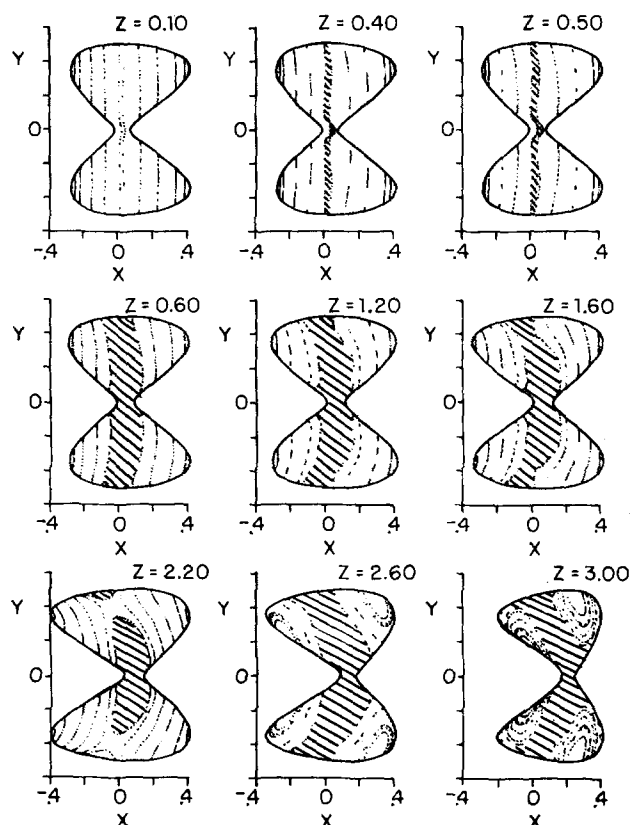 Z = 0.10 Z = 0.40 Z = 0.50
Y Y Y
0 0 0
-.4 0 .4 -.4 0 .4 -.4 0 .4
X X X
Z = 0.60 Z = 1.20 Z = 1.60
Y Y Y
0 0 0
-.4 0 .4 -.4 0 .4 -.4 0 .4
X X X
Z = 2.20 Z = 2.60 Z = 3.00
Y Y Y
0 0 0
-.4 0 .4 -.4 0 .4 -.4 0 .4
X X X